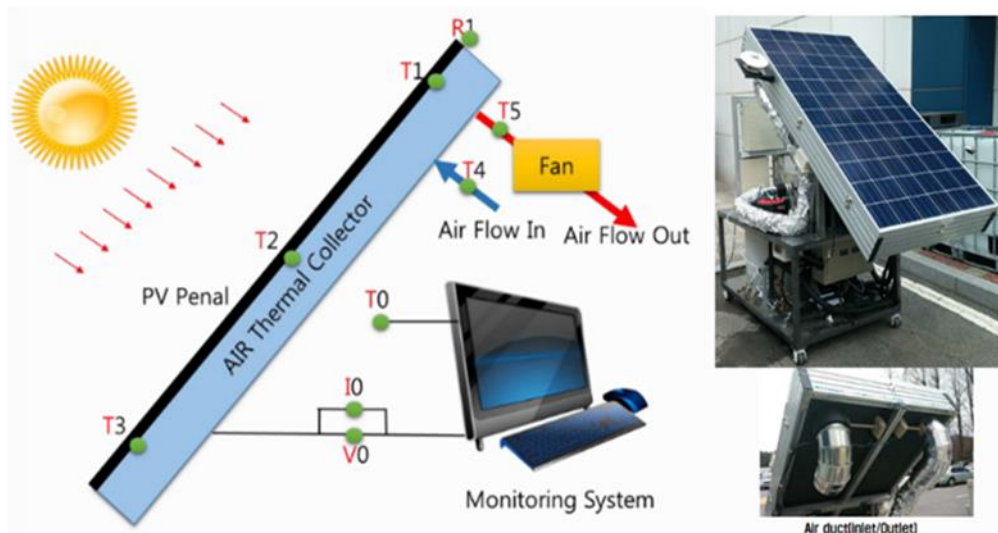 R1
T1
T5
Fan
T4
Air Flow In
Air Flow Out
T2
PV Penal
AIR Thermal Collector
T0
I0
T3
V0
Monitoring System
Air duct[inlet/Outlet]